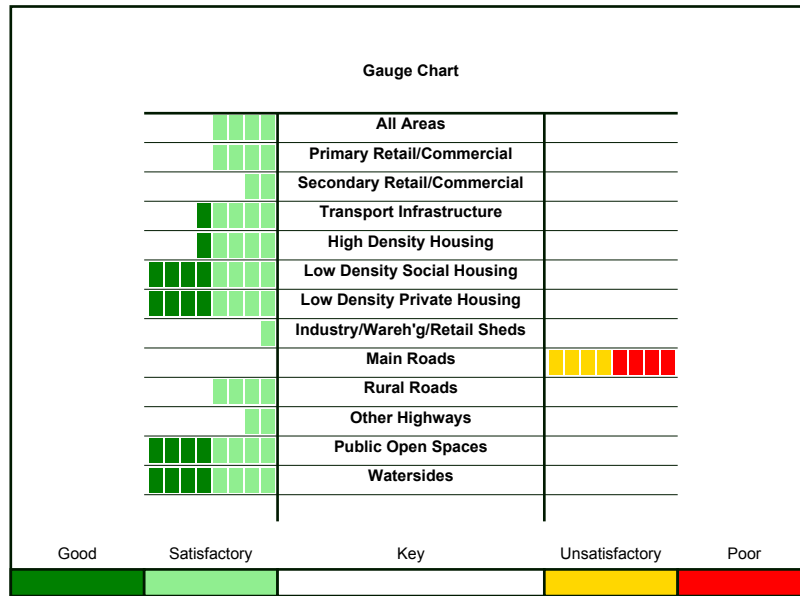 Gauge Chart
All Areas
Primary Retail/Commercial
Secondary Retail/Commercial
Transport Infrastructure
High Density Housing
Low Density Social Housing
Low Density Private Housing
Industry/Wareh'g/Retail Sheds
Main Roads
Rural Roads
Other Highways
Public Open Spaces
Watersides
Good Satisfactory Key Unsatisfactory Poor